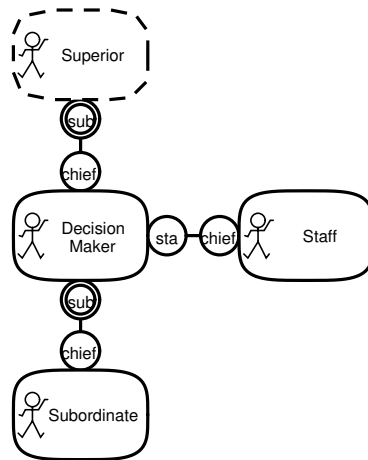 Superior
sub
chief
Decision
Maker
sta
chief
Staff
sub
chief
Subordinate